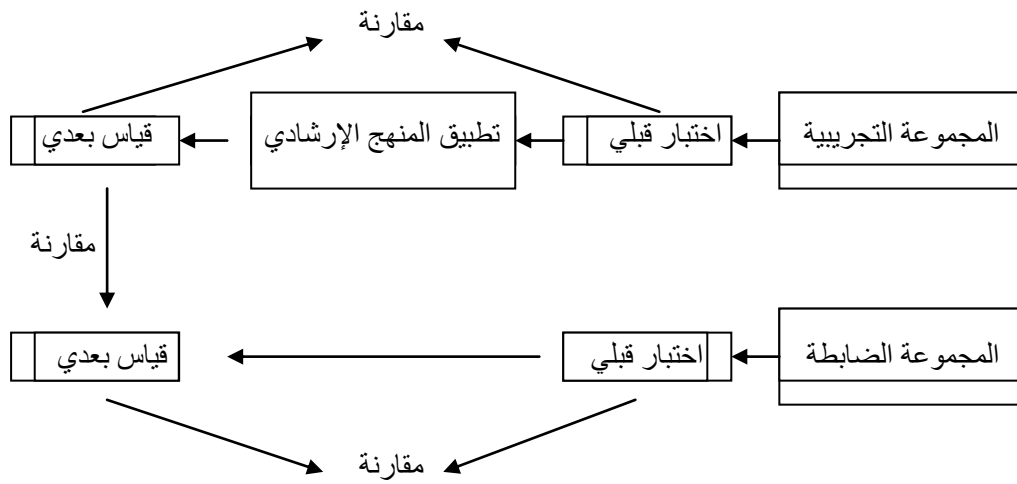 مقارنة
المجموعة التجريبية
اختبار قبلي
تطبيق المنهج الإرشادي
قياس بعدي
مقارنة
المجموعة الضابطة
اختبار قبلي
قياس بعدي
مقارنة